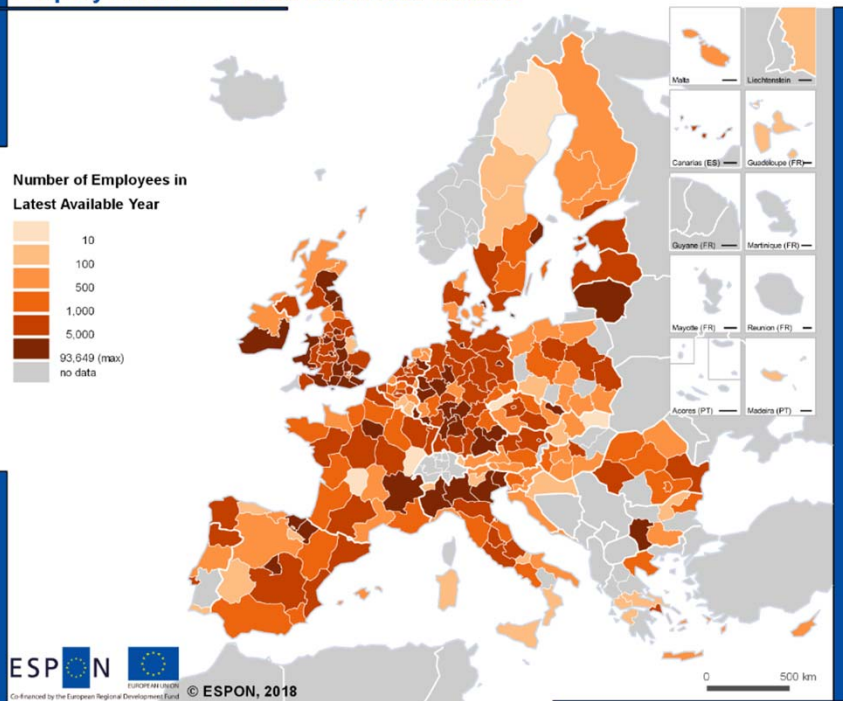 Number of Employees in
Latest Available Year
10
100
500
1,000
5,000
93,649 (max)
no data
Malta
Liechtenstein
Canarias (ES)
Guadeloupe (FR)
Guyane (FR)
Martinique (FR)
Mayotte (FR)
Reunion (FR)
Acores (PT)
Madeira (PT)
0 500 km
ESPON
EUROPEAN UNION
Co-financed by the European Regional Development Fund
© ESPON, 2018